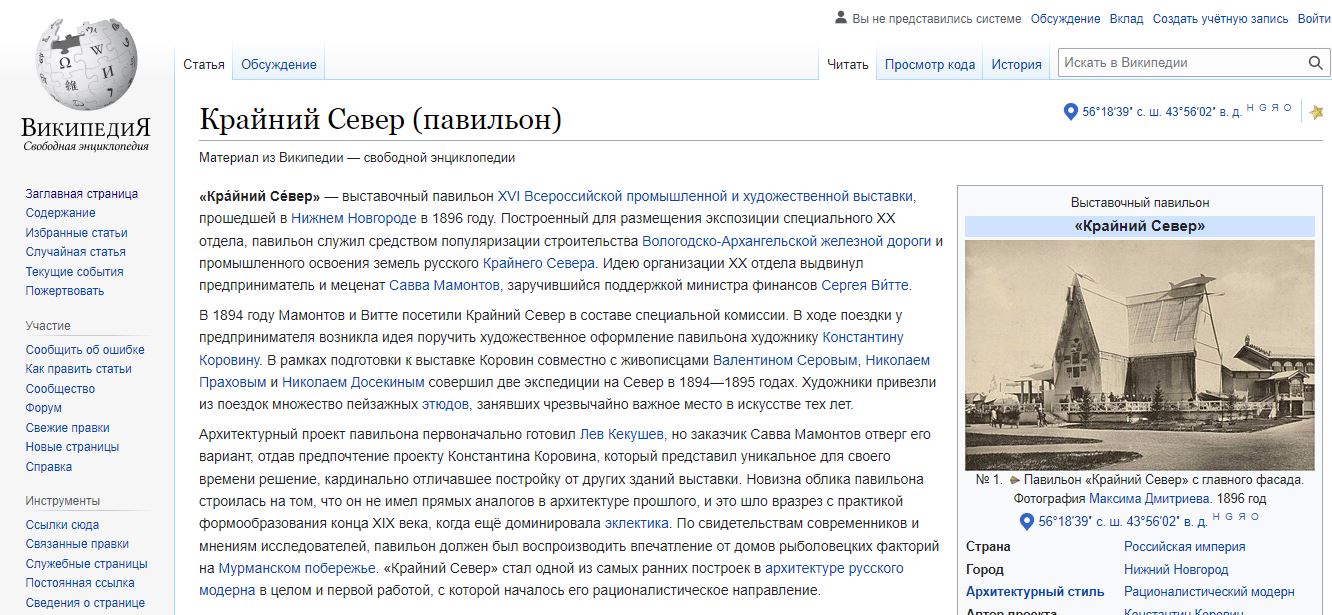 Вы не представились системе Обсуждение Вклад Создать учётную запись Войти
ВИКИПЕДИЯ
Свободная энциклопедия
Статья Обсуждение Читать Просмотр кода История Искать в Википедии
Крайний Север (павильон)
56°18′39″ с. ш. 43°56′02″ в. д. H G Я O
Материал из Википедии — свободной энциклопедии
Заглавная страница
Содержание
Избранные статьи
Случайная статья
Текущие события
Пожертвовать
Участие
Сообщить об ошибке
Как править статьи
Сообщество
Форум
Свежие правки
Новые страницы
Справка
Инструменты
Ссылки сюда
Связанные правки
Служебные страницы
Постоянная ссылка
Сведения о странице
«Кра́йний Се́вер» — выставочный павильон XVI Всероссийской промышленной и художественной выставки,
прошедшей в Нижнем Новгороде в 1896 году. Построенный для размещения экспозиции специального XX
отдела, павильон служил средством популяризации строительства Вологодско-Архангельской железной дороги и
промышленного освоения земель русского Крайнего Севера. Идею организации XX отдела выдвинул
предприниматель и меценат Савва Мамонтов, заручившийся поддержкой министра финансов Сергея Ви́тте.
В 1894 году Мамонтов и Витте посетили Крайний Север в составе специальной комиссии. В ходе поездки у
предпринимателя возникла идея поручить художественное оформление павильона художнику Константину
Коровину. В рамках подготовки к выставке Коровин совместно с живописцами Валентином Серовым, Николаем
Праховым и Николаем Досекиным совершил две экспедиции на Север в 1894—1895 годах. Художники привезли
из поездок множество пейзажных этюдов, занявших чрезвычайно важное место в искусстве тех лет.
Архитектурный проект павильона первоначально готовил Лев Кекушев, но заказчик Савва Мамонтов отверг его
вариант, отдав предпочтение проекту Константина Коровина, который представил уникальное для своего
времени решение, кардинально отличавшее постройку от других зданий выставки. Новизна облика павильона
строилась на том, что он не имел прямых аналогов в архитектуре прошлого, и это шло вразрез с практикой
формообразования конца XIX века, когда ещё доминировала эклектика. По свидетельствам современников и
мнениям исследователей, павильон должен был воспроизводить впечатление от домов рыболовецких факторий
на Мурманском побережье. «Крайний Север» стал одной из самых ранних построек в архитектуре русского
модерна в целом и первой работой, с которой началось его рационалистическое направление.
Выставочный павильон
«Крайний Север»
№ 1. Павильон «Крайний Север» с главного фасада.
Фотография Максима Дмитриева. 1896 год
56°18′39″ с. ш. 43°56′02″ в. д. H G Я O
Страна Российская империя
Город Нижний Новгород
Архитектурный стиль Рационалистический модерн
Автор проекта Константин Коровин